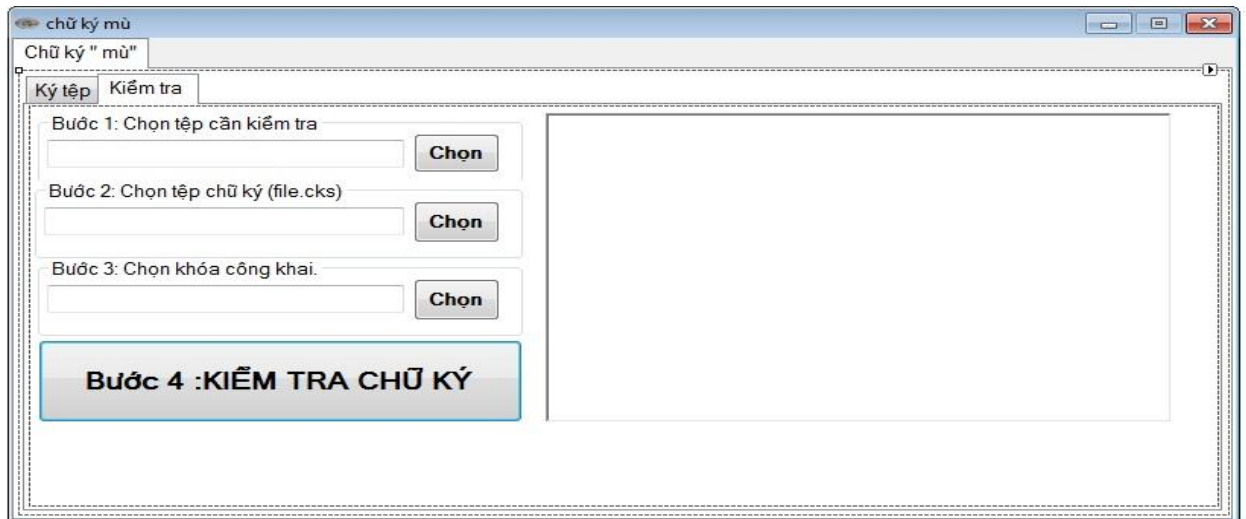 chữ ký mù
Chữ ký " mù"
Ký tệp
Kiểm tra
Bước 1: Chọn tệp cần kiểm tra
Chọn
Bước 2: Chọn tệp chữ ký (file.cks)
Chọn
Bước 3: Chọn khóa công khai.
Chọn
Bước 4 :KIỂM TRA CHỮ KÝ